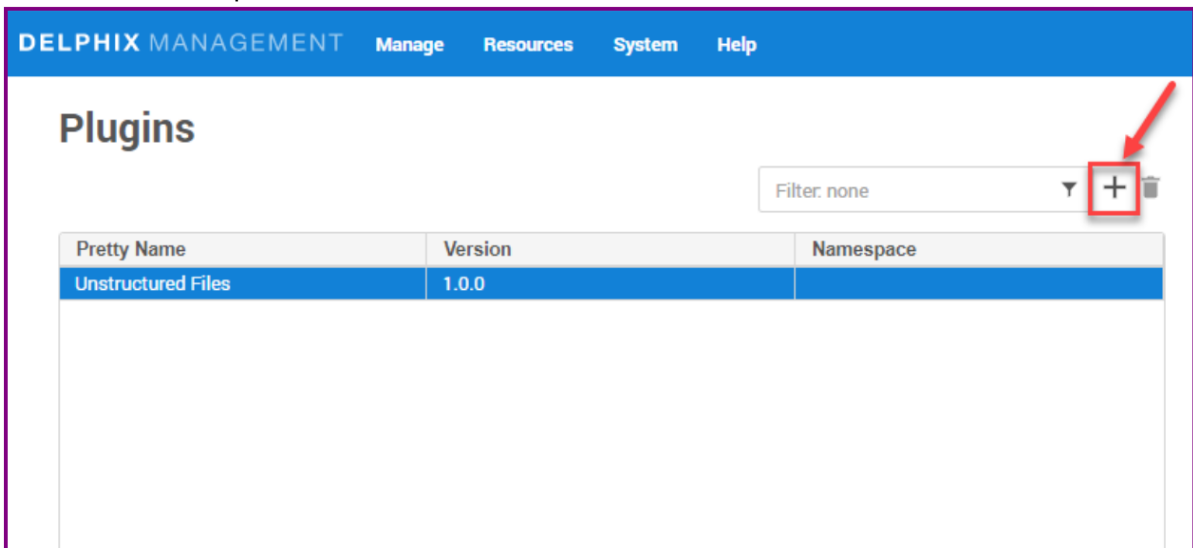 DELPHIX MANAGEMENT Manage Resources System Help
Plugins
Filter: none
Pretty Name Version Namespace
Unstructured Files 1.0.0